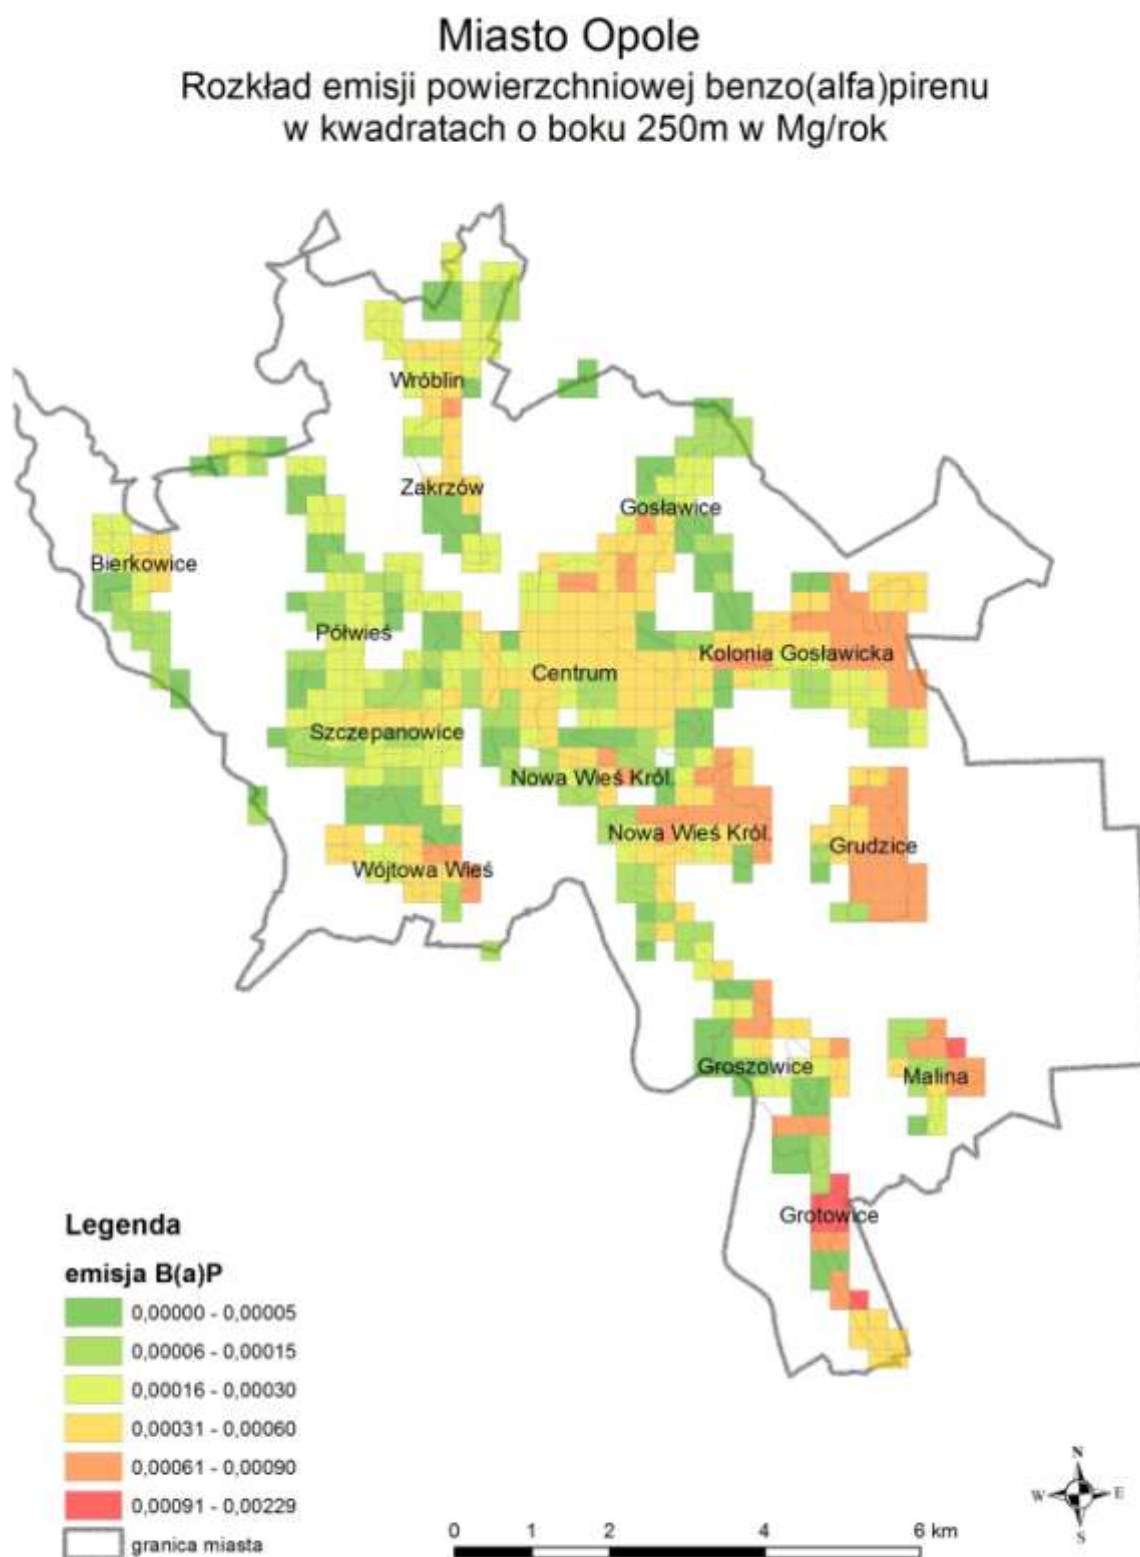 Miasto Opole
Rozkład emisji powierzchniowej benzo(alfa)pirenu
w kwadratach o boku 250m w Mg/rok
Wróblin
Zakrzów
Gosławice
Bierkowice
Półwieś
Kolonia Gosławicka
Centrum
Szczepanowice
Nowa Wieś Król.
Nowa Wieś Król.
Grudzice
Wójtowa Wieś
Groszowice
Malina
Grotowice
Legenda
emisja B(a)P
0,00000 - 0,00005
0,00006 - 0,00015
0,00016 - 0,00030
0,00031 - 0,00060
0,00061 - 0,00090
0,00091 - 0,00229
granica miasta
0 1 2 4 6 km
N
W E
S